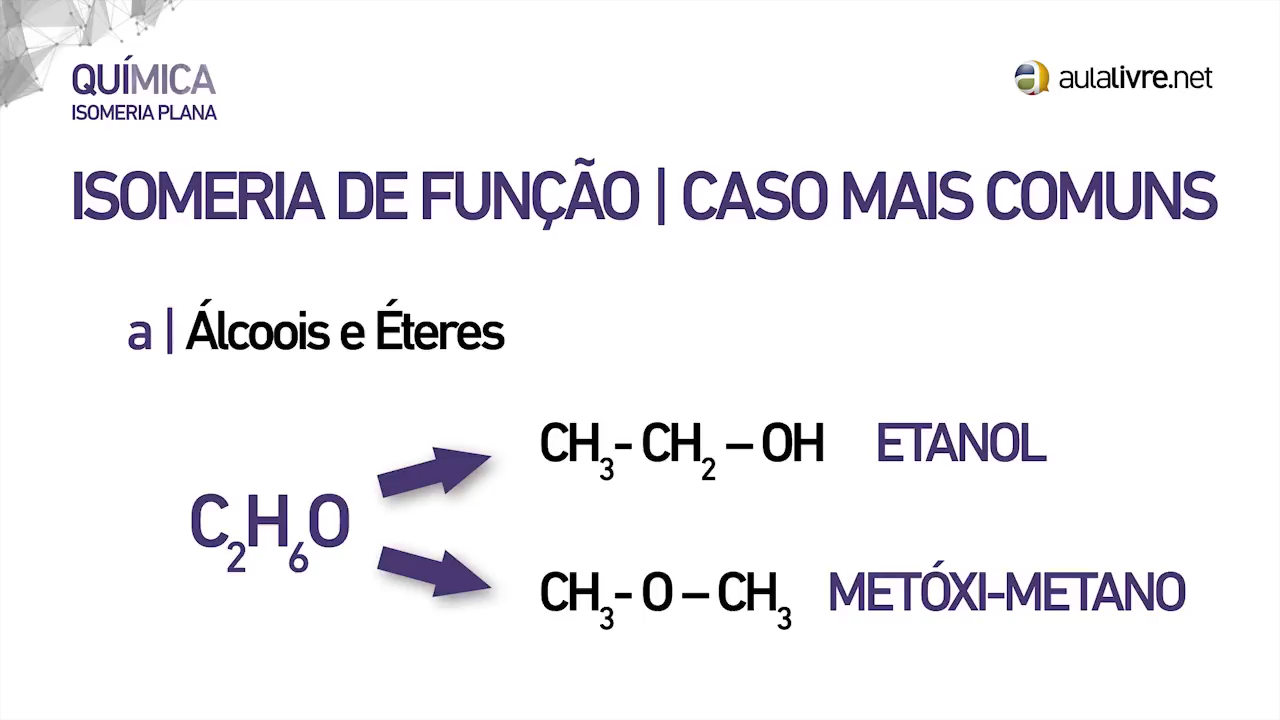 QUÍMICA
ISOMERIA PLANA
aulalivre.net
ISOMERIA DE FUNÇÃO | CASO MAIS COMUNS
a | Álcoois e Éteres
CH₃- CH₂ – OH ETANOL
C₂H₆O
CH₃- O – CH₃ METÓXI-METANO